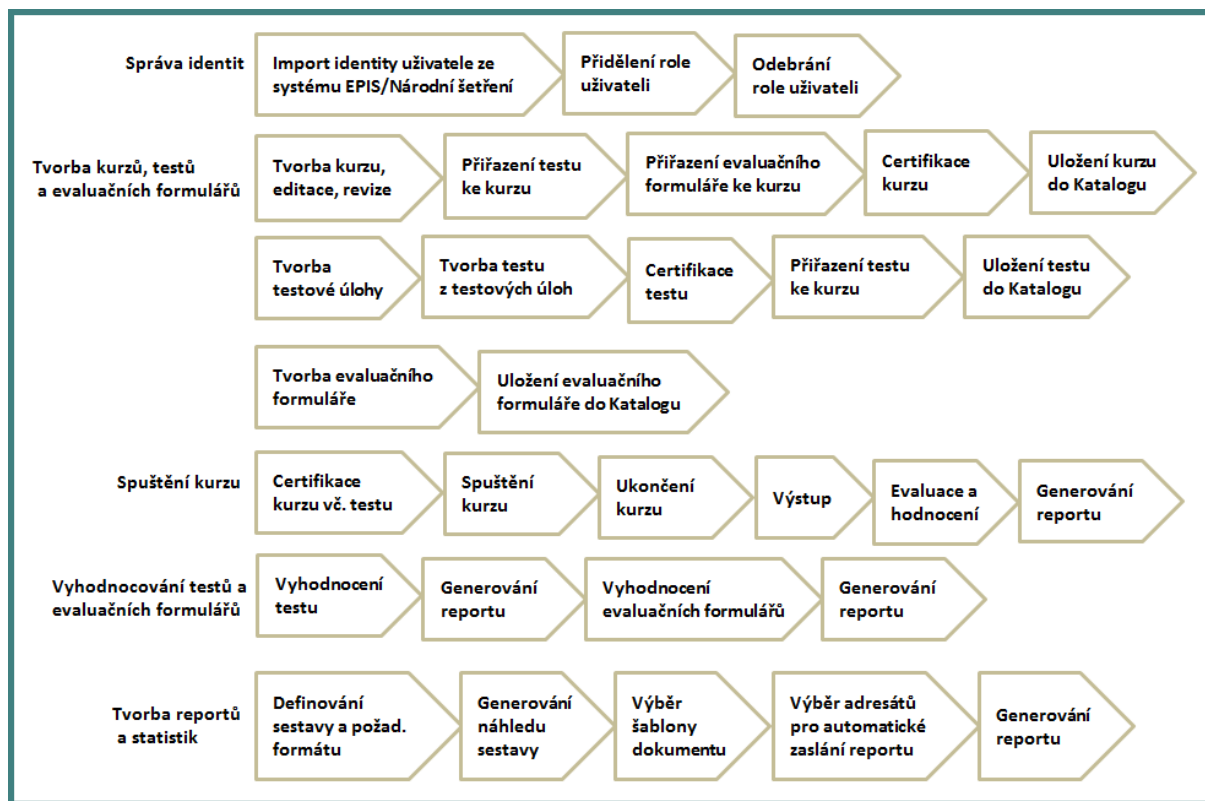 Správa identit
Import identity uživatele ze
systému EPIS/Národní šetření
Přidělení role
uživateli
Odebrání
role uživateli
Tvorba kurzů, testů
a evaluačních formulářů
Tvorba kurzu,
editace, revize
Přiřazení testu
ke kurzu
Přiřazení evaluačního
formuláře ke kurzu
Certifikace
kurzu
Uložení kurzu
do Katalogu
Tvorba
testové úlohy
Tvorba testu
z testových úloh
Certifikace
testu
Přiřazení testu
ke kurzu
Uložení testu
do Katalogu
Tvorba evaluačního
formuláře
Uložení evaluačního
formuláře do Katalogu
Spuštění kurzu
Certifikace
kurzu vč. testu
Spuštění
kurzu
Ukončení
kurzu
Výstup
Evaluace a
hodnocení
Generování
reportu
Vyhodnocování testů a
evaluačních formulářů
Vyhodnocení
testu
Generování
reportu
Vyhodnocení
evaluačních formulářů
Generování
reportu
Tvorba reportů
a statistik
Definování
sestavy a požad.
formátu
Generování
náhledu
sestavy
Výběr
šablony
dokumentu
Výběr adresátů
pro automatické
zaslání reportu
Generování
reportu